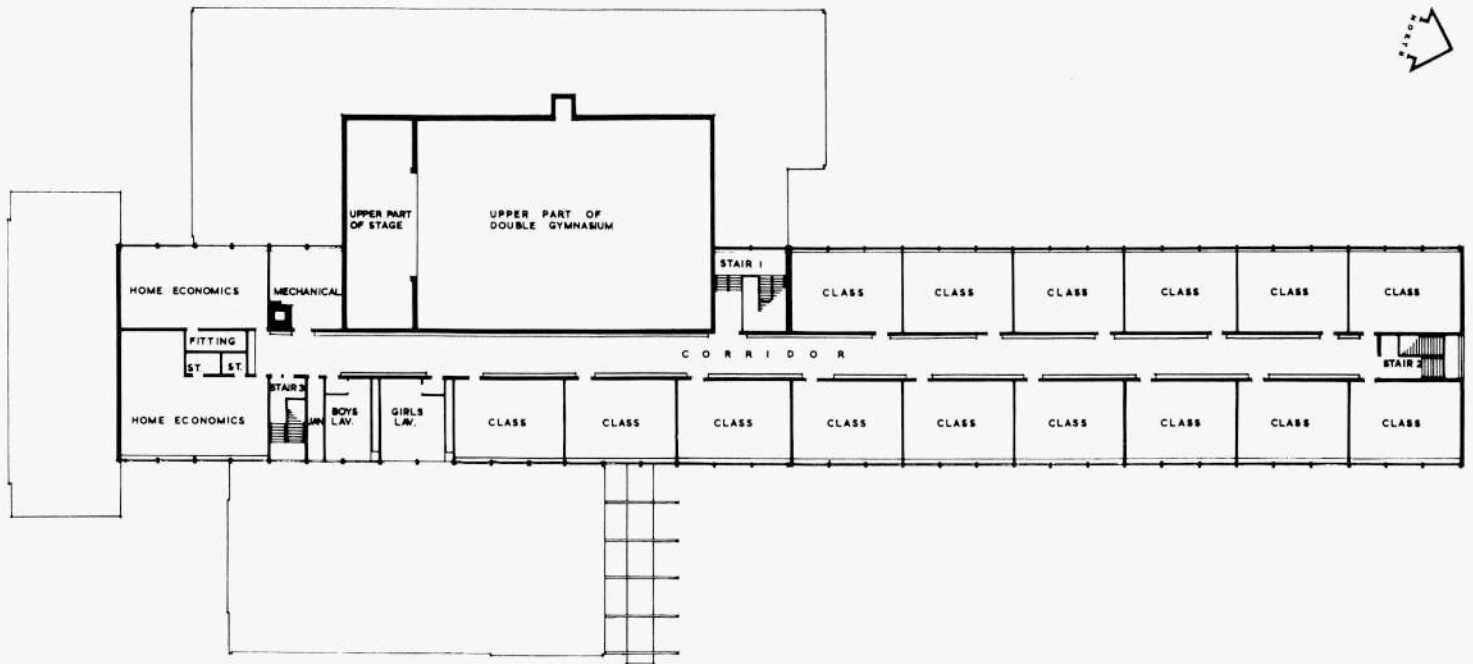 NORTH
UPPER PART
OF STAGE
UPPER PART OF
DOUBLE GYMNASIUM
STAIR 1
HOME ECONOMICS
MECHANICAL
CLASS
CLASS
CLASS
CLASS
CLASS
CLASS
FITTING
ST.
ST.
CORRIDOR
STAIR 2
STAIR 3
HOME ECONOMICS
JAN
BOYS
LAV.
GIRLS
LAV.
CLASS
CLASS
CLASS
CLASS
CLASS
CLASS
CLASS
CLASS
CLASS